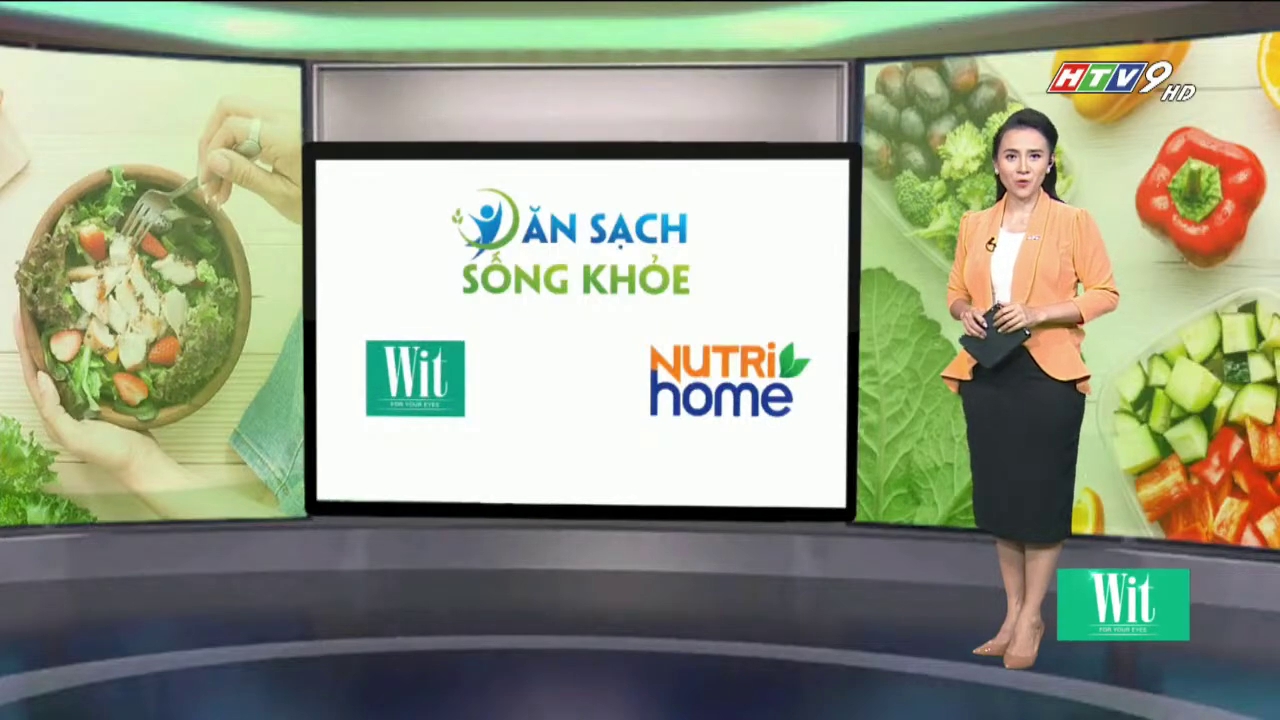 HTV9 HD
ĂN SẠCH
SỐNG KHỎE
Wit
FOR YOUR EYES
NUTRi
home
Wit
FOR YOUR EYES